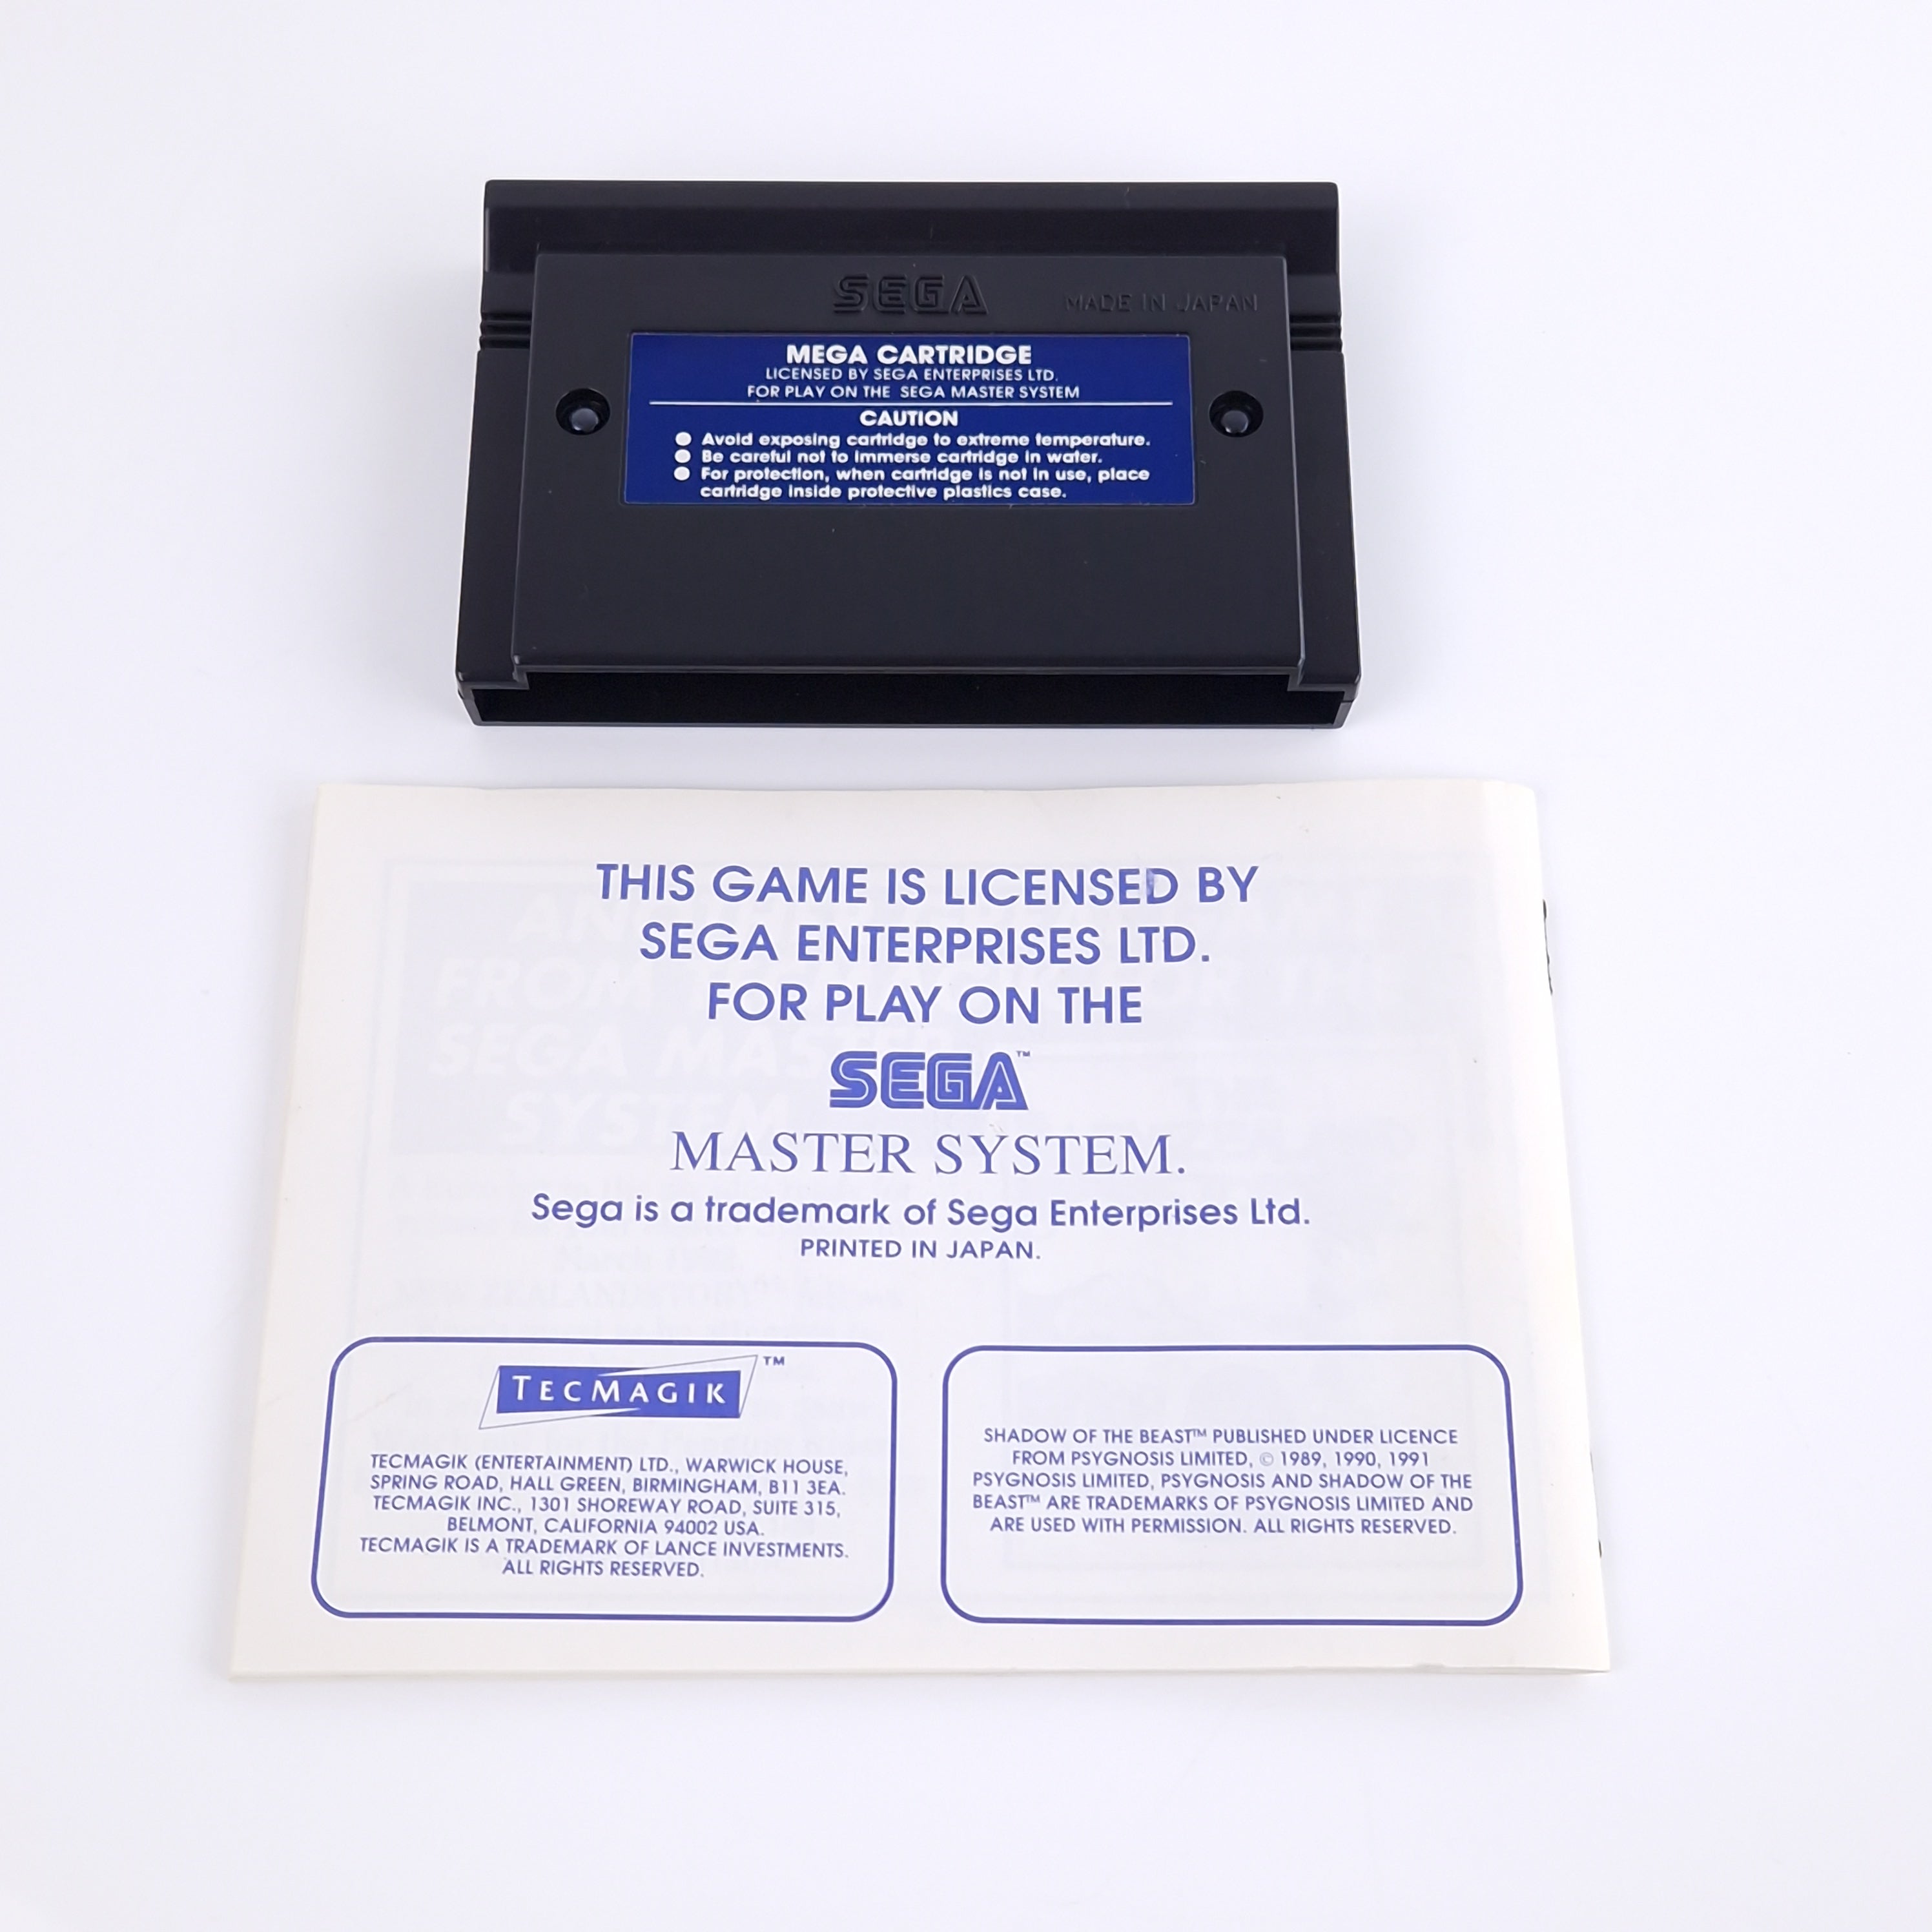 SEGA
MADE IN JAPAN
MEGA CARTRIDGE
LICENSED BY SEGA ENTERPRISES LTD.
FOR PLAY ON THE SEGA MASTER SYSTEM
CAUTION
● Avoid exposing cartridge to extreme temperature.
● Be careful not to immerse cartridge in water.
● For protection, when cartridge is not in use, place
cartridge inside protective plastics case.
THIS GAME IS LICENSED BY
SEGA ENTERPRISES LTD.
FOR PLAY ON THE
SEGA™
MASTER SYSTEM.
Sega is a trademark of Sega Enterprises Ltd.
PRINTED IN JAPAN.
TECMAGIK™
TECMAGIK (ENTERTAINMENT) LTD., WARWICK HOUSE,
SPRING ROAD, HALL GREEN, BIRMINGHAM, B11 3EA.
TECMAGIK INC., 1301 SHOREWAY ROAD, SUITE 315,
BELMONT, CALIFORNIA 94002 USA.
TECMAGIK IS A TRADEMARK OF LANCE INVESTMENTS.
ALL RIGHTS RESERVED.
SHADOW OF THE BEAST™ PUBLISHED UNDER LICENCE
FROM PSYGNOSIS LIMITED, © 1989, 1990, 1991
PSYGNOSIS LIMITED, PSYGNOSIS AND SHADOW OF THE
BEAST™ ARE TRADEMARKS OF PSYGNOSIS LIMITED AND
ARE USED WITH PERMISSION. ALL RIGHTS RESERVED.